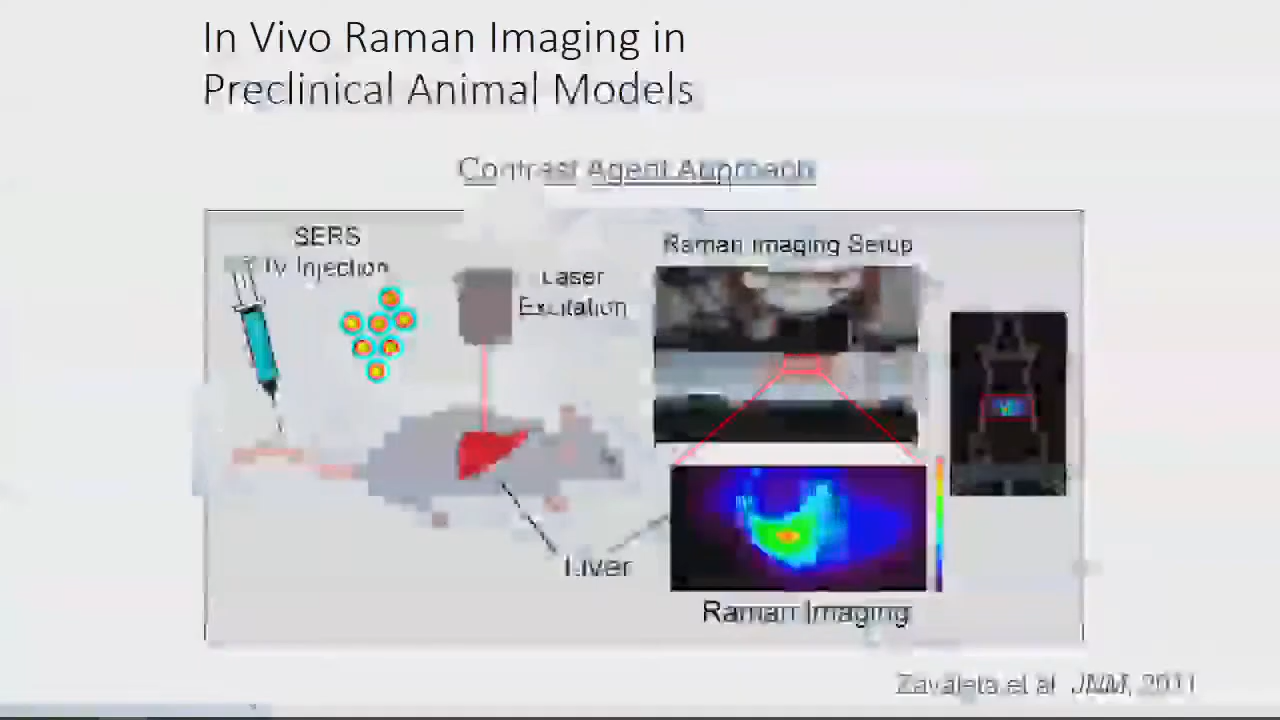 In Vivo Raman Imaging in
Preclinical Animal Models
Contrast Agent Approach
SERS
IV Injection
Laser
Excitation
Raman Imaging Setup
Liver
Raman Imaging
Zavaleta et al JNM, 2011